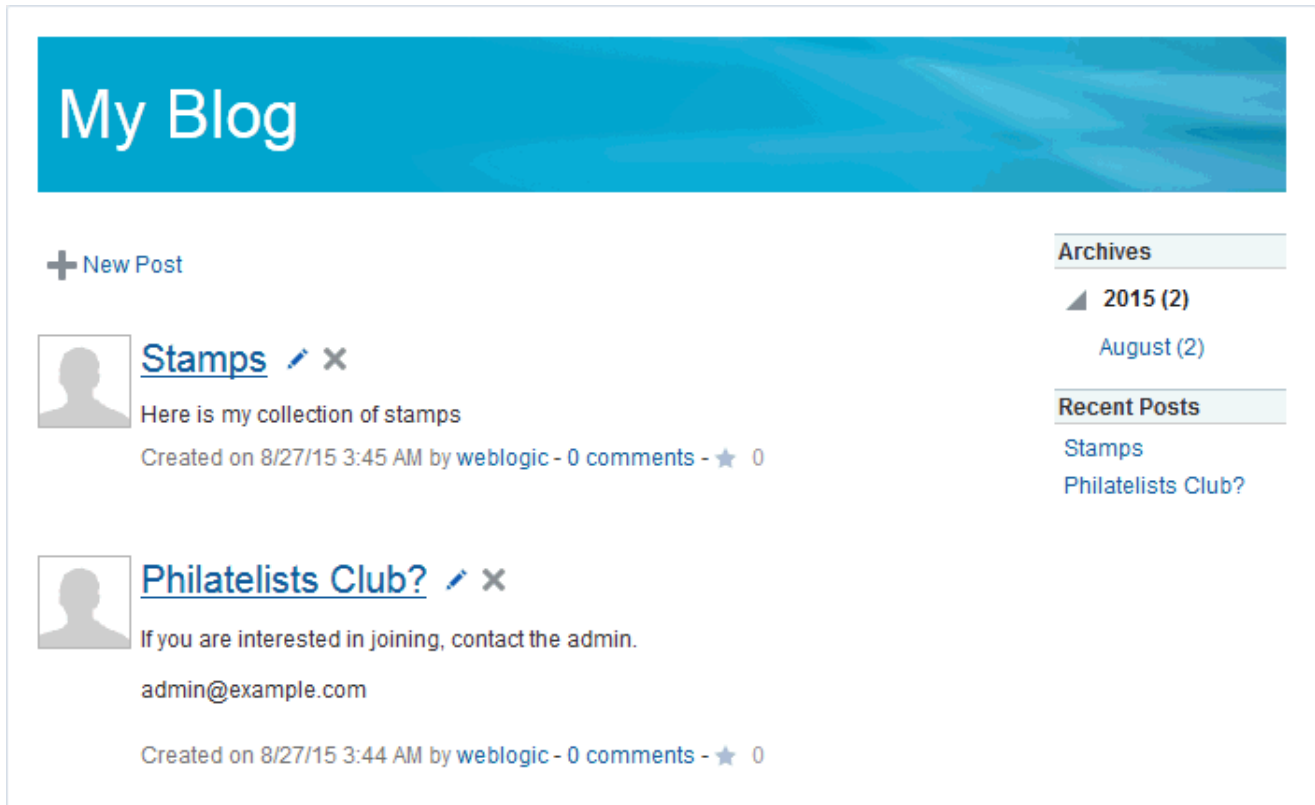 My Blog
New Post
Stamps
Here is my collection of stamps
Created on 8/27/15 3:45 AM by weblogic - 0 comments - 0
Philatelists Club?
If you are interested in joining, contact the admin.
admin@example.com
Created on 8/27/15 3:44 AM by weblogic - 0 comments - 0
Archives
2015 (2)
August (2)
Recent Posts
Stamps
Philatelists Club?